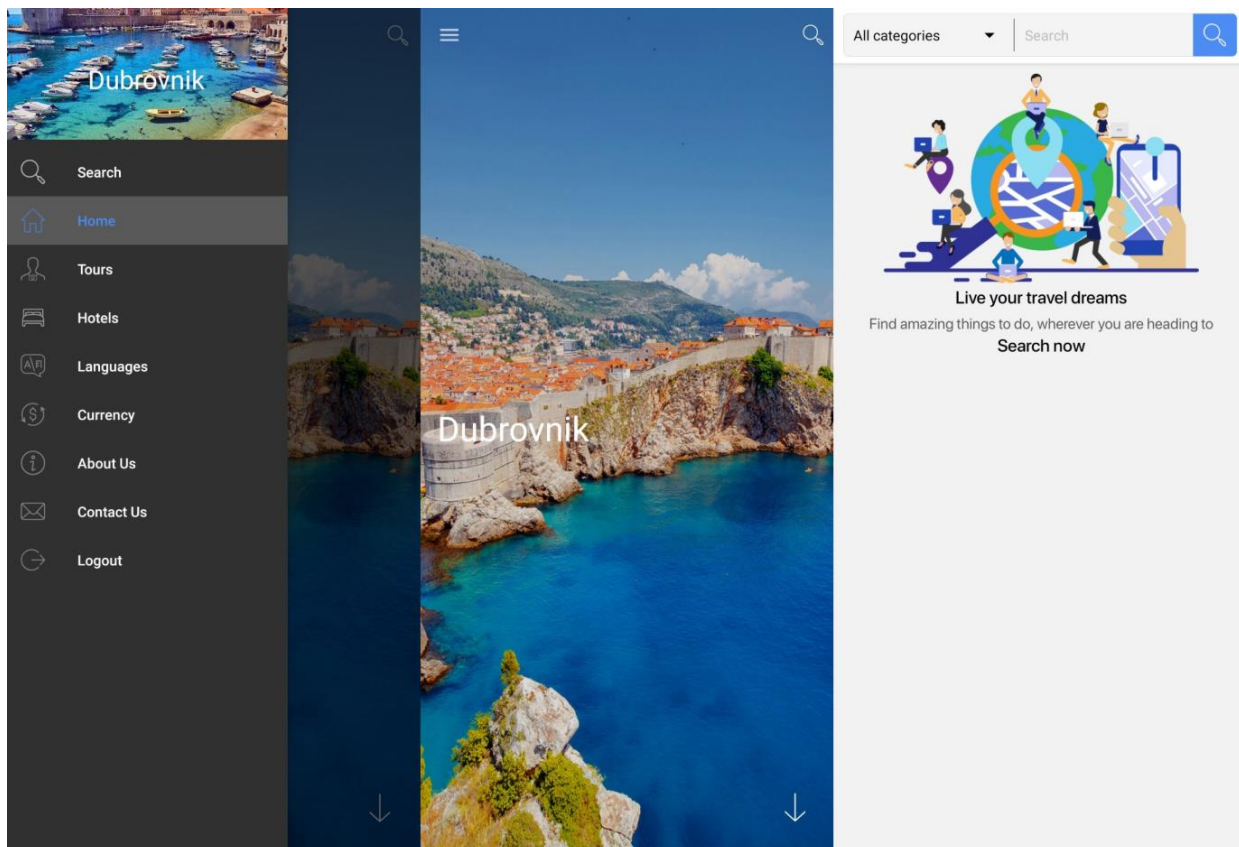 Dubrovnik
Search
Home
Tours
Hotels
Languages
Currency
About Us
Contact Us
Logout
Dubrovnik
All categories
Search
Live your travel dreams
Find amazing things to do, wherever you are heading to
Search now